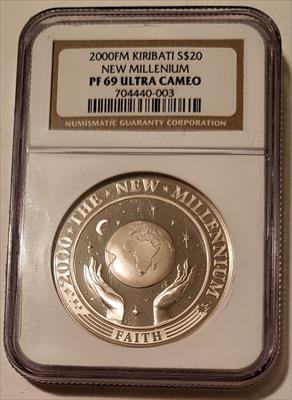 2000FM KIRIBATI S$20
NEW MILLENIUM
PF 69 ULTRA CAMEO
704440-003
NUMISMATIC GUARANTY CORPORATION
2000 • THE • NEW • MILLENNIUM
FAITH